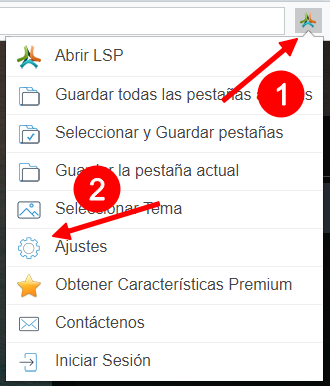 Abrir LSP
Guardar todas las pestañas
1
Seleccionar y Guardar pestañas
Guardar la pestaña actual
2
Seleccionar Tema
Ajustes
Obtener Características Premium
Contáctenos
Iniciar Sesión